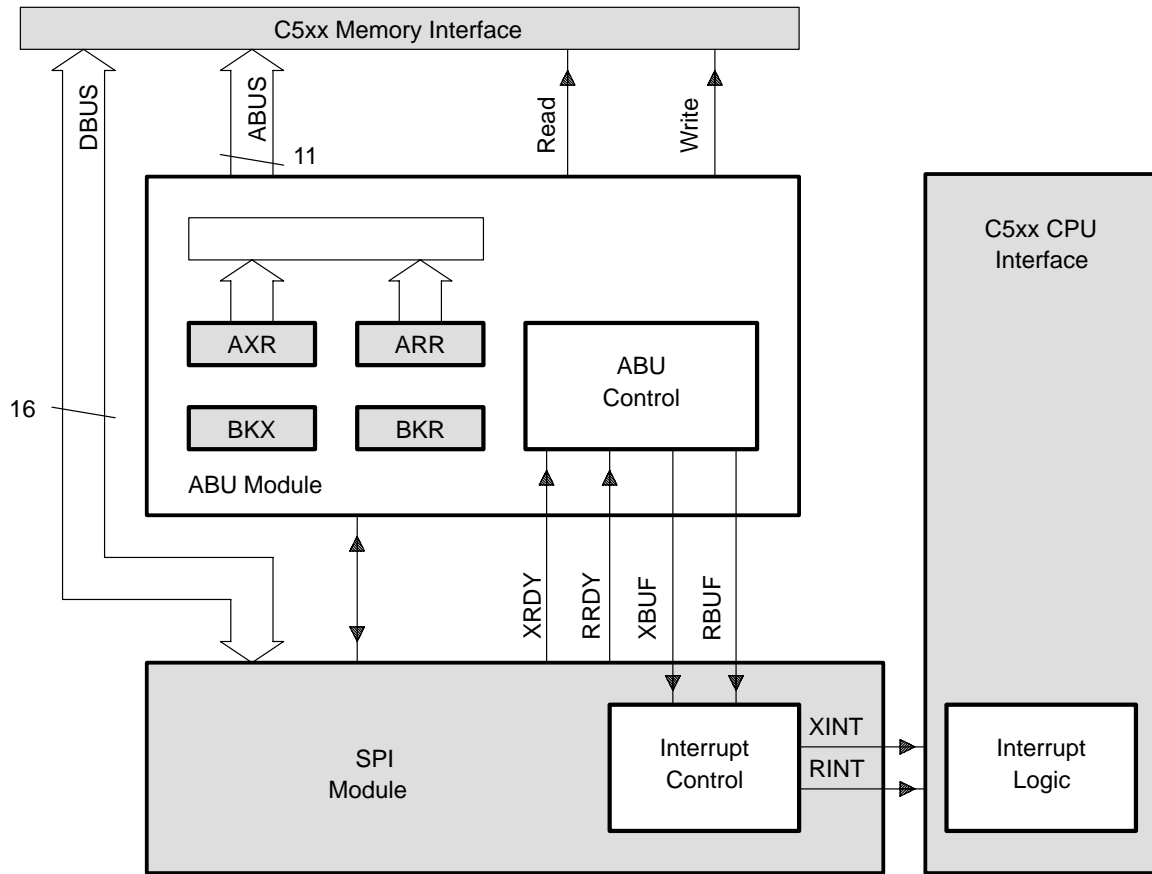 C5xx Memory Interface
DBUS
ABUS
11
Read
Write
C5xx CPU
Interface
AXR
ARR
ABU
Control
16
BKX
BKR
ABU Module
XRDY
RRDY
XBUF
RBUF
SPI
Module
Interrupt
Control
XINT
RINT
Interrupt
Logic